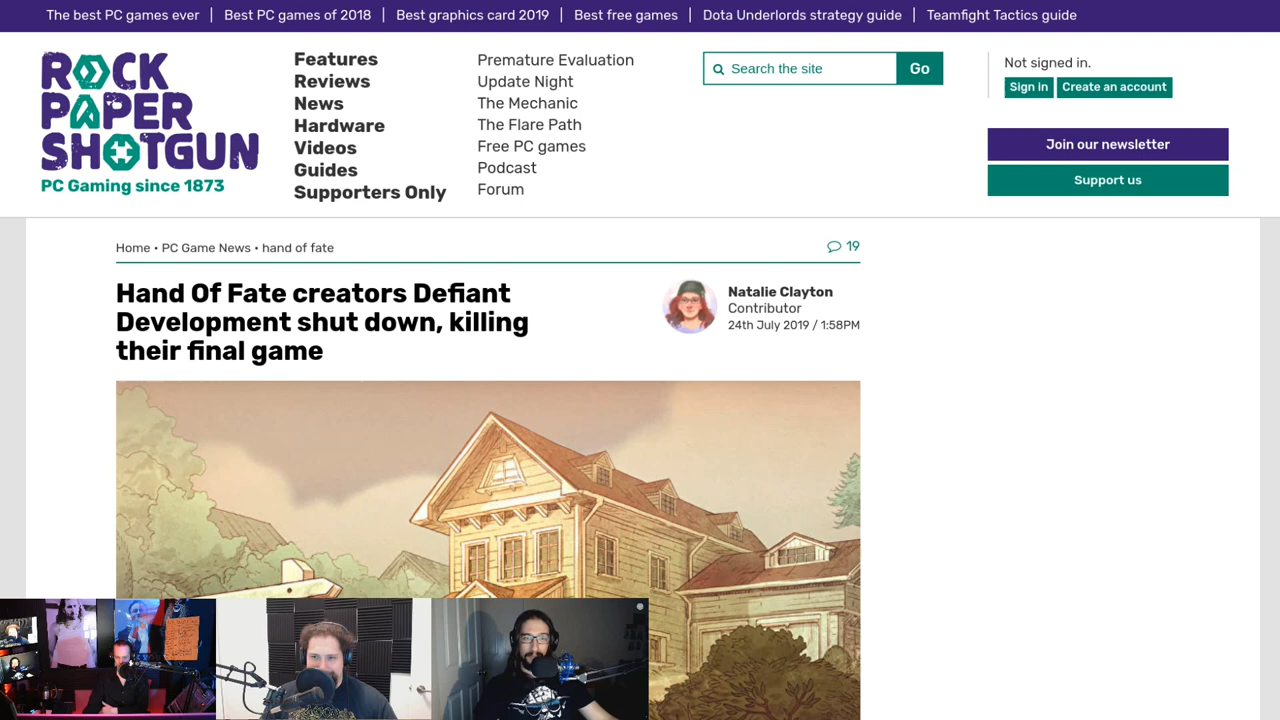 The best PC games ever | Best PC games of 2018 | Best graphics card 2019 | Best free games | Dota Underlords strategy guide | Teamfight Tactics guide
ROCK
PAPER
SHOTGUN
PC Gaming since 1873
Features
Reviews
News
Hardware
Videos
Guides
Supporters Only
Premature Evaluation
Update Night
The Mechanic
The Flare Path
Free PC games
Podcast
Forum
Search the site
Go
Not signed in.
Sign in
Create an account
Join our newsletter
Support us
Home • PC Game News • hand of fate
19
Hand Of Fate creators Defiant
Development shut down, killing
their final game
Natalie Clayton
Contributor
24th July 2019 / 1:58PM